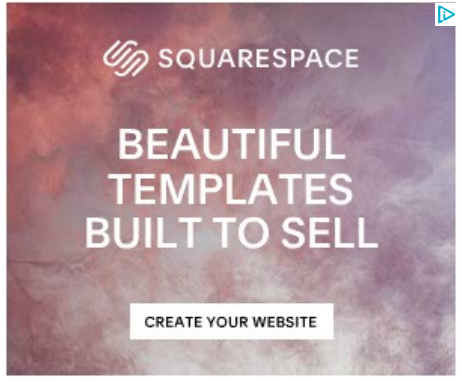 SQUARESPACE
BEAUTIFUL
TEMPLATES
BUILT TO SELL
CREATE YOUR WEBSITE